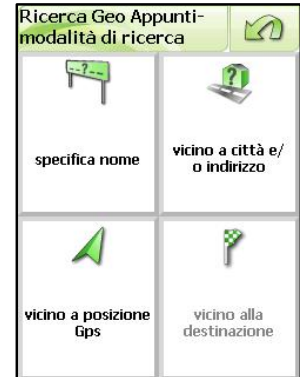 Ricerca Geo Appunti-
modalità di ricerca
--?--
specifica nome
?
vicino a città e/
o indirizzo
vicino a posizione
Gps
vicino alla
destinazione